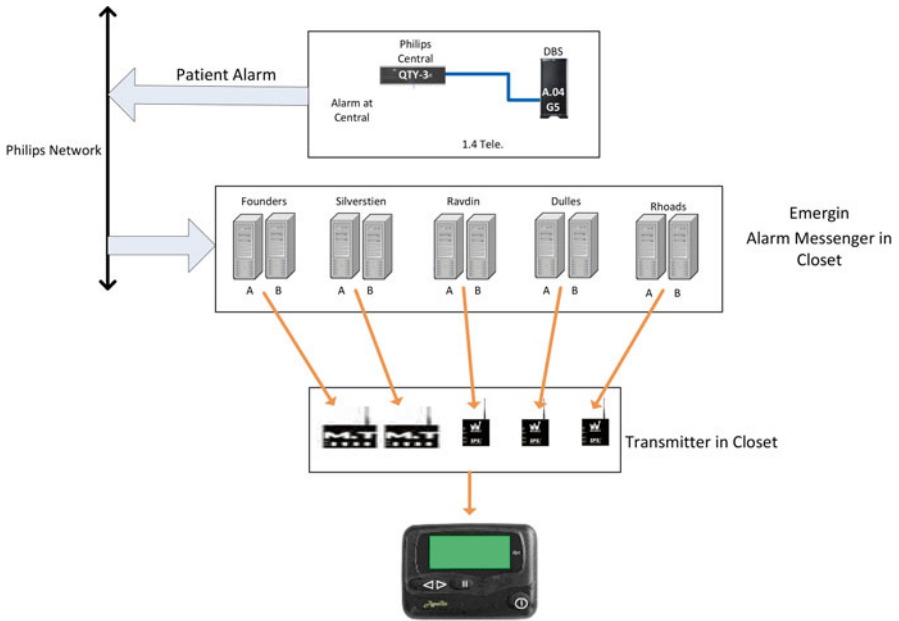 Philips
Central
QTY-3
DBS
A.04
G5
Alarm at
Central
1.4 Tele.
Patient Alarm
Philips Network
Founders
Silverstien
Ravdin
Dulles
Rhoads
A B
A B
A B
A B
A B
Emergin
Alarm Messenger in
Closet
Transmitter in Closet
Apollo